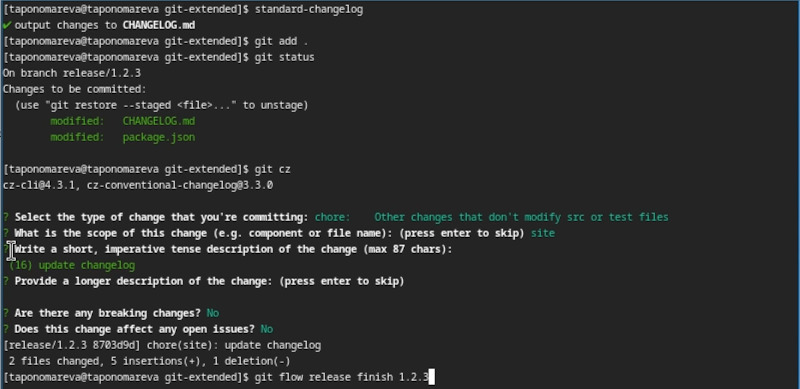 [taponomareva@taponomareva git-extended]$ standard-changelog
✔ output changes to CHANGELOG.md
[taponomareva@taponomareva git-extended]$ git add .
[taponomareva@taponomareva git-extended]$ git status
On branch release/1.2.3
Changes to be committed:
(use "git restore --staged <file>..." to unstage)
modified:   CHANGELOG.md
modified:   package.json
[taponomareva@taponomareva git-extended]$ git cz
cz-cli@4.3.1, cz-conventional-changelog@3.3.0
? Select the type of change that you're committing: chore:    Other changes that don't modify src or test files
? What is the scope of this change (e.g. component or file name): (press enter to skip) site
? Write a short, imperative tense description of the change (max 87 chars):
(16) update changelog
? Provide a longer description of the change: (press enter to skip)
? Are there any breaking changes? No
? Does this change affect any open issues? No
[release/1.2.3 8703d9d] chore(site): update changelog
2 files changed, 5 insertions(+), 1 deletion(-)
[taponomareva@taponomareva git-extended]$ git flow release finish 1.2.3